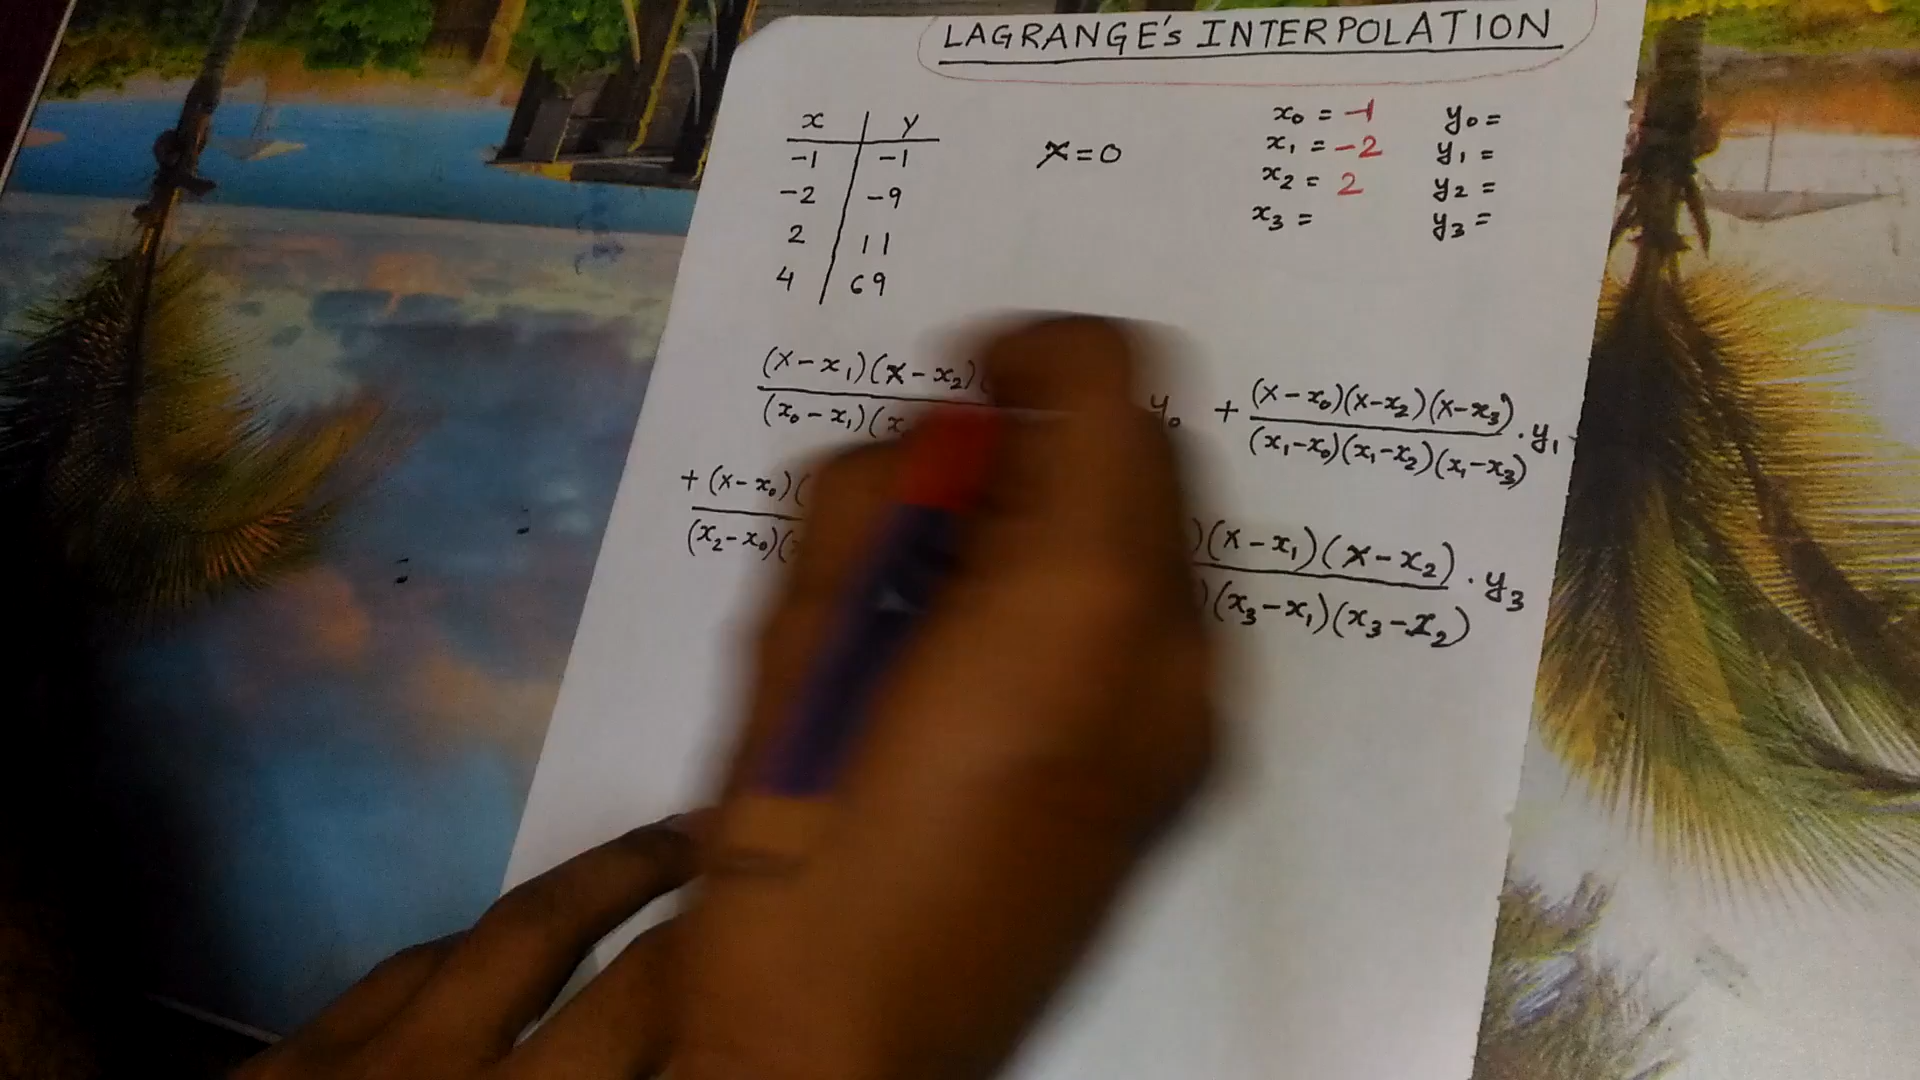 LAGRANGE's INTERPOLATION
x y
-1 -1
-2 -9
2 11
4 69
x=0
x₀ = -1 y₀ =
x₁ = -2 y₁ =
x₂ = 2 y₂ =
x₃ = y₃ =
(x-x₁)(x-x₂) y₀ + (x-x₀)(x-x₂)(x-x₃) . y₁
(x₀-x₁) (x₁-x₀)(x₁-x₂)(x₁-x₃)
+ (x-x₀) (x-x₁)(x-x₂) . y₃
(x₂-x₀) (x₃-x₁)(x₃-x₂)